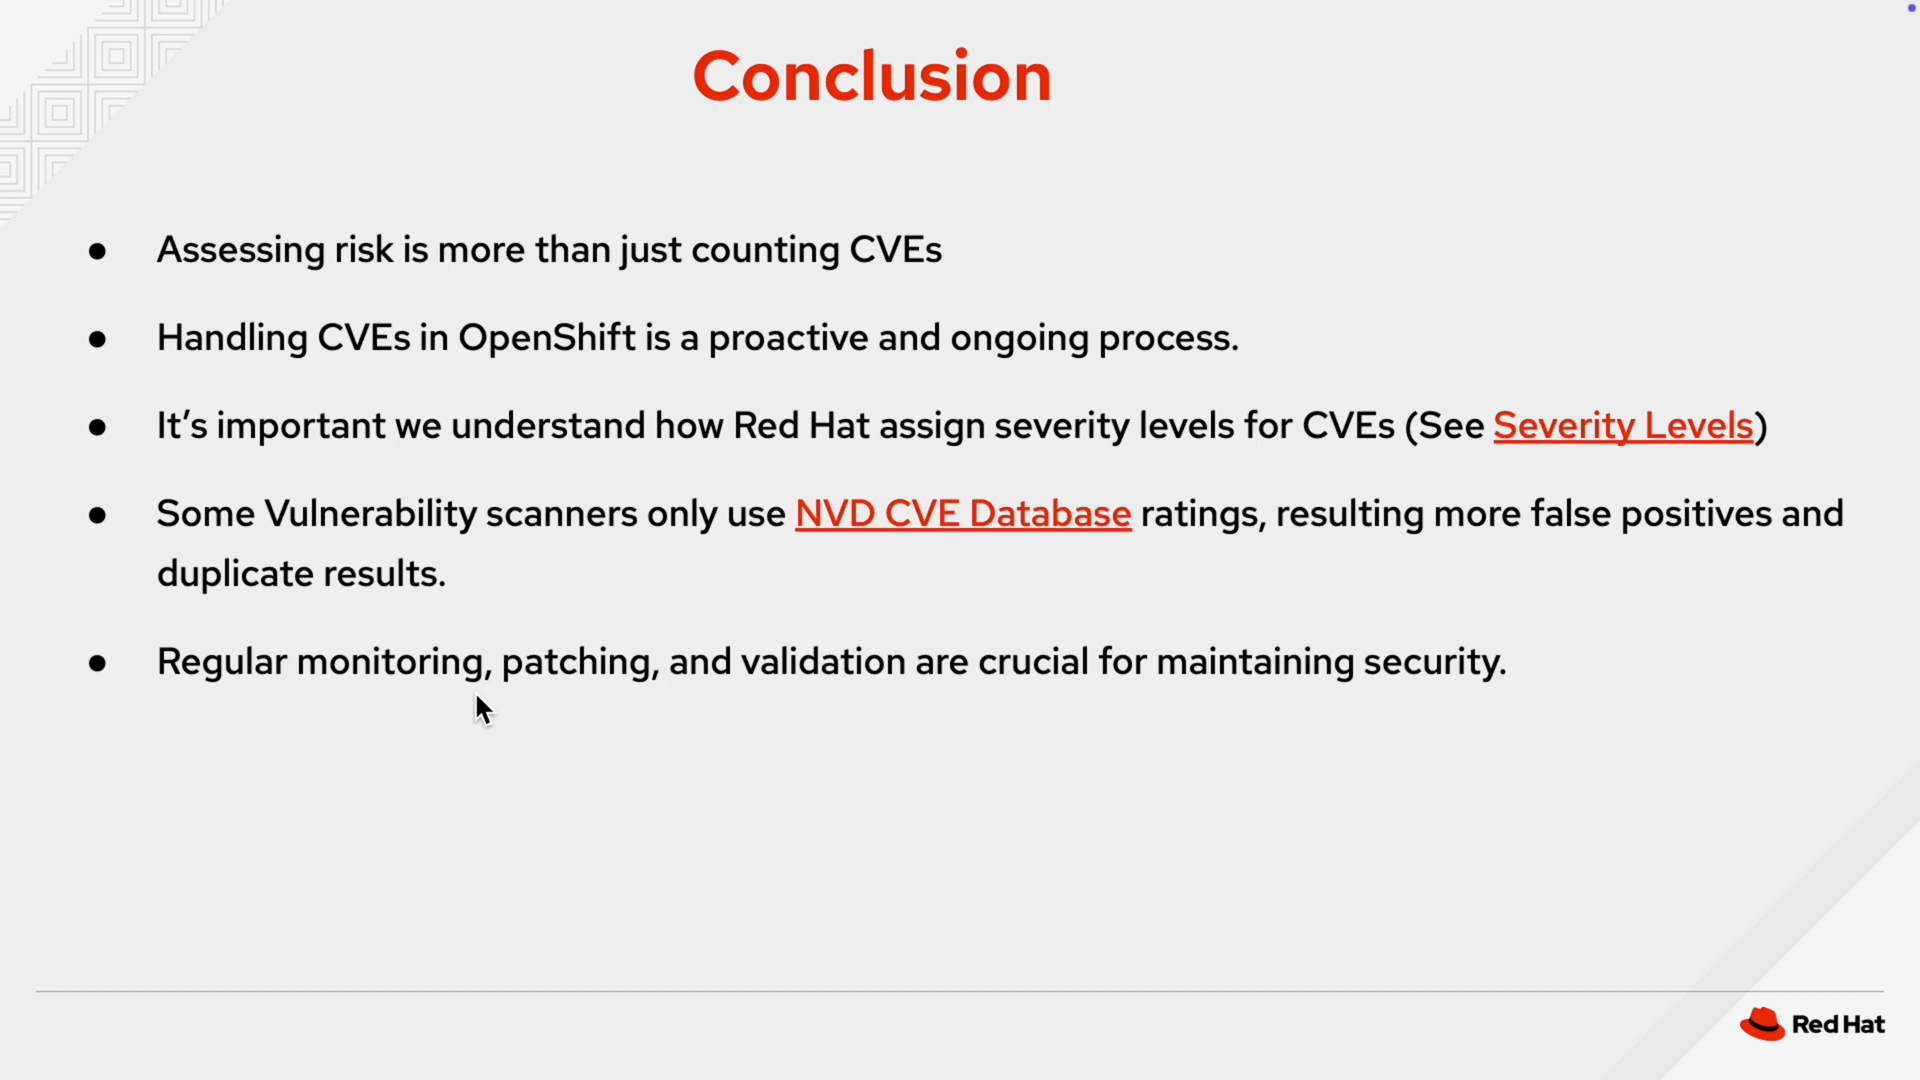 Conclusion
● Assessing risk is more than just counting CVEs
● Handling CVEs in OpenShift is a proactive and ongoing process.
● It’s important we understand how Red Hat assign severity levels for CVEs (See Severity Levels)
● Some Vulnerability scanners only use NVD CVE Database ratings, resulting more false positives and
duplicate results.
● Regular monitoring, patching, and validation are crucial for maintaining security.
Red Hat